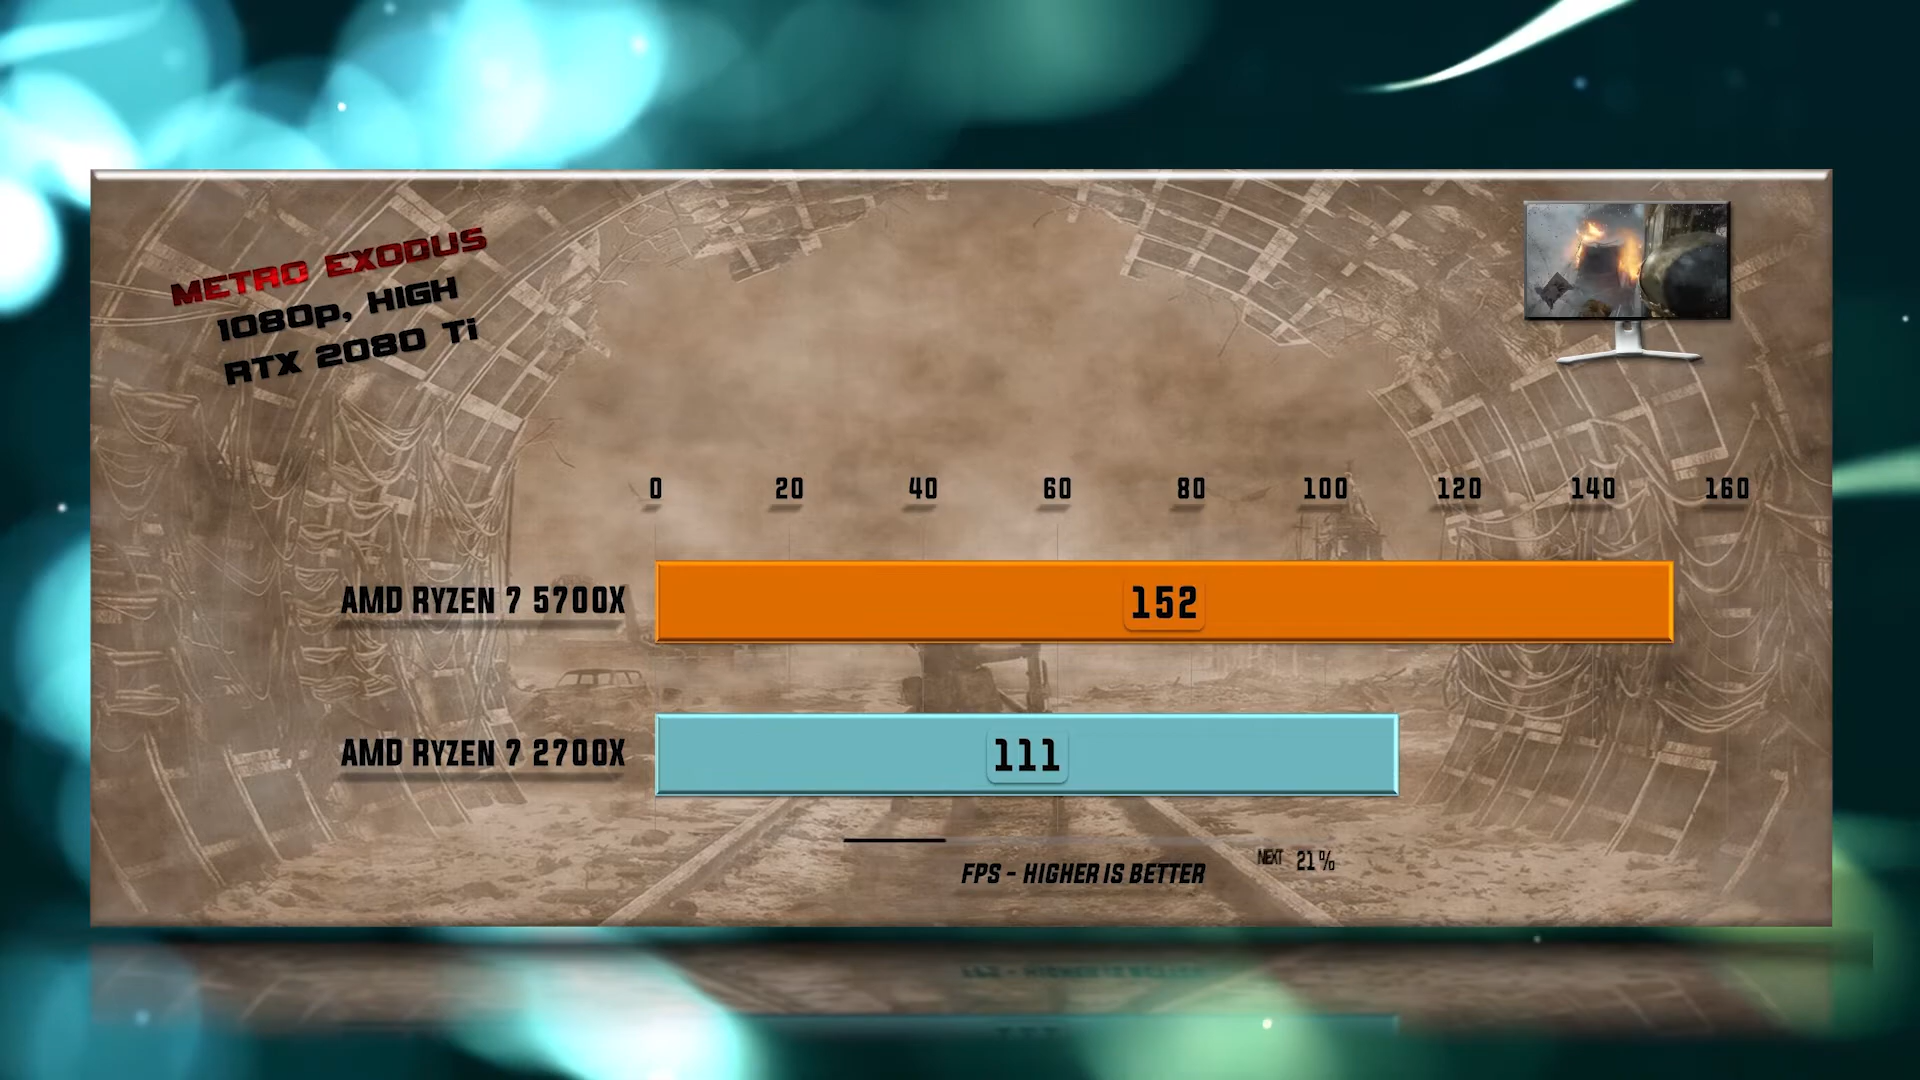 METRO EXODUS
1080p, HIGH
RTX 2080 Ti
0 20 40 60 80 100 120 140 160
AMD RYZEN 7 5700X 152
AMD RYZEN 7 2700X 111
NEXT 21%
FPS - HIGHER IS BETTER